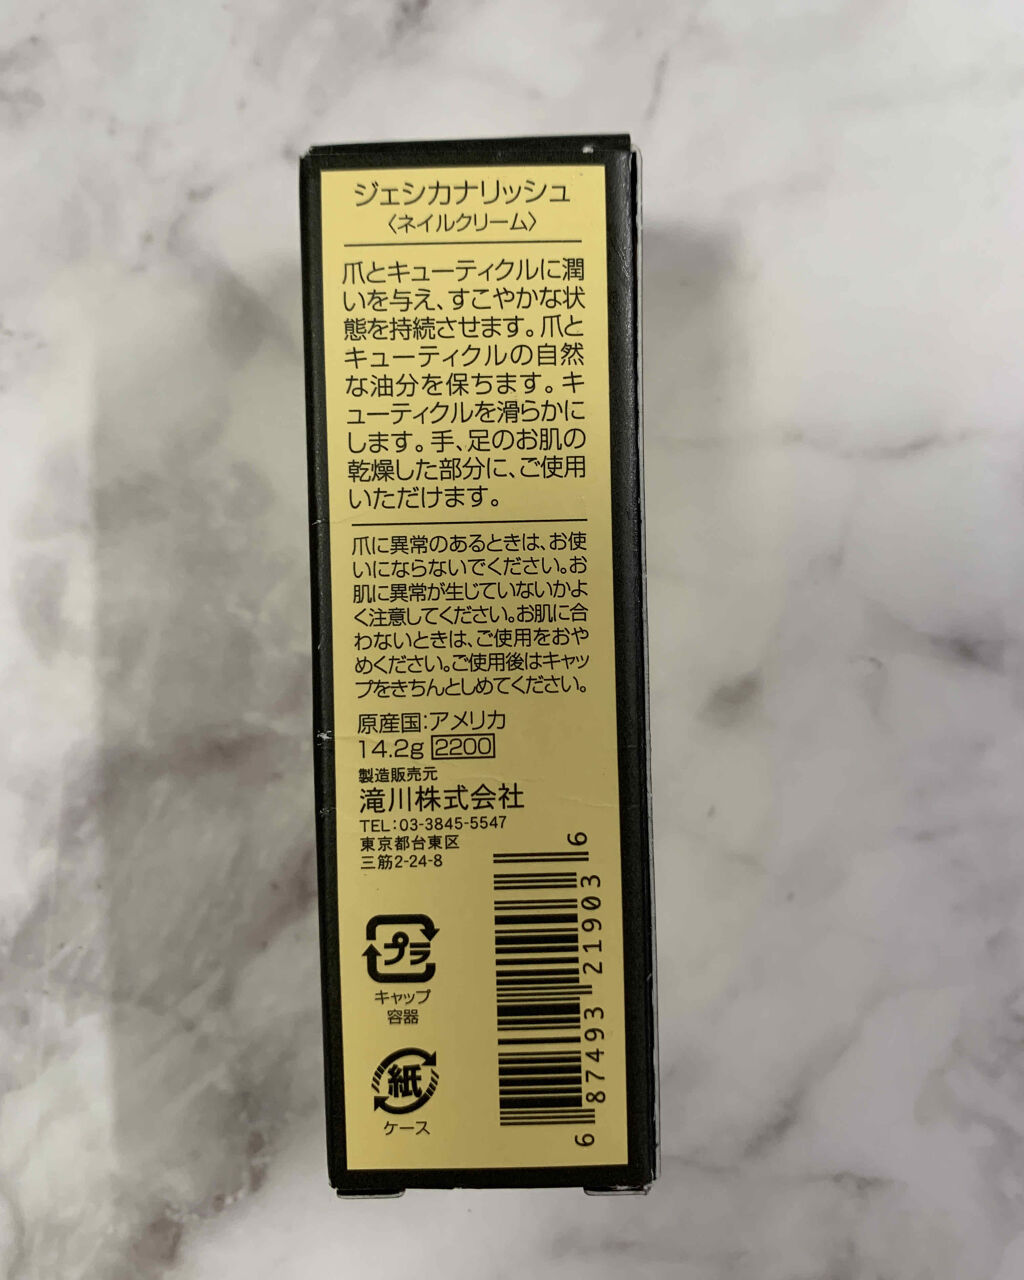 ジェシカナリッシュ
〈ネイルクリーム〉
爪とキューティクルに潤
いを与え、すこやかな状
態を持続させます。爪と
キューティクルの自然
な油分を保ちます。キ
ューティクルを滑らかに
します。手、足のお肌の
乾燥した部分に、ご使用
いただけます。
爪に異常のあるときは、お使
いにならないでください。お
肌に異常が生じていないかよ
く注意してください。お肌に合
わないときは、ご使用をおや
めください。ご使用後はキャッ
プをきちんとしめてください。
原産国:アメリカ
14.2g 2200
製造販売元
滝川株式会社
TEL:03-3845-5547
東京都台東区
三筋2-24-8
プラ
キャップ
容器
紙
ケース
6 87493 21903 6